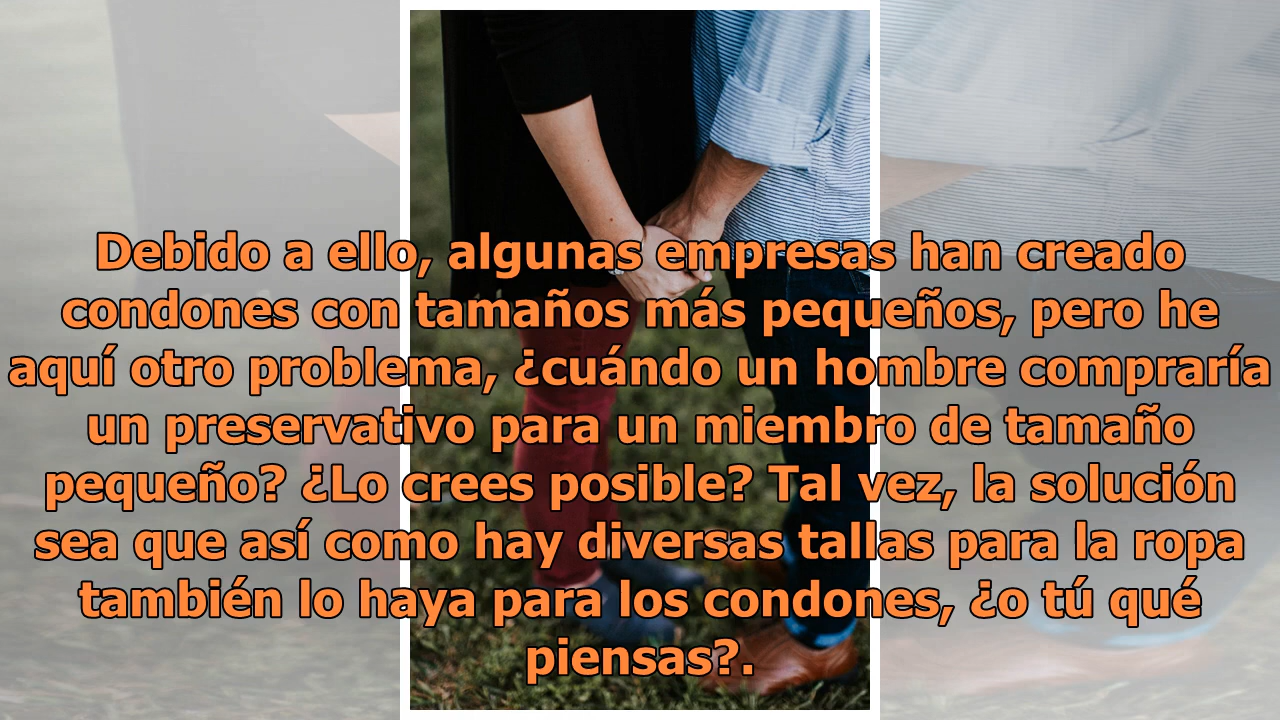 Debido a ello, algunas empresas han creado
condones con tamaños más pequeños, pero he
aquí otro problema, ¿cuándo un hombre compraría
un preservativo para un miembro de tamaño
pequeño? ¿Lo crees posible? Tal vez, la solución
sea que así como hay diversas tallas para la ropa
también lo haya para los condones, ¿o tú qué
piensas?.